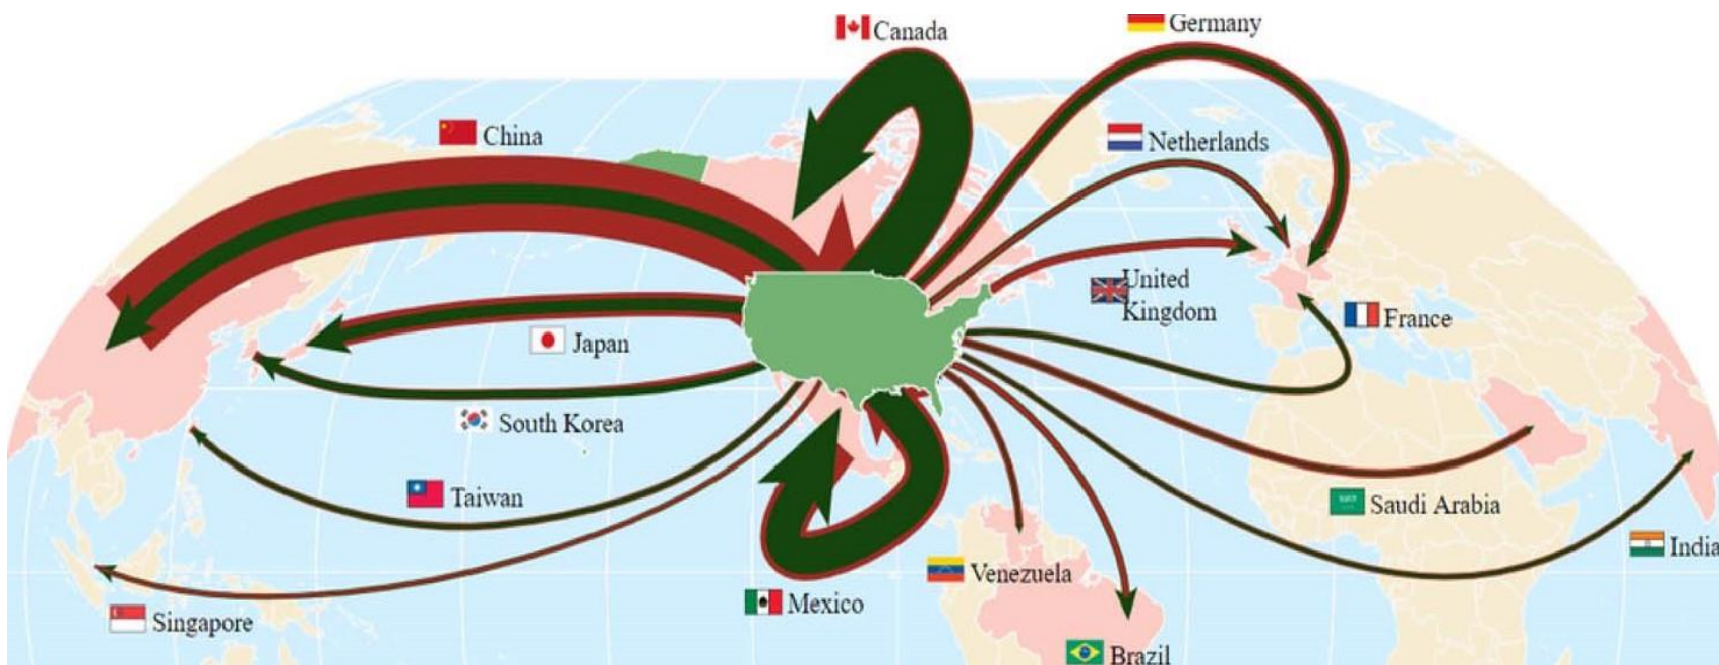 Canada
Germany
China
Netherlands
United
Kingdom
France
Japan
South Korea
Taiwan
Saudi Arabia
India
Venezuela
Mexico
Singapore
Brazil